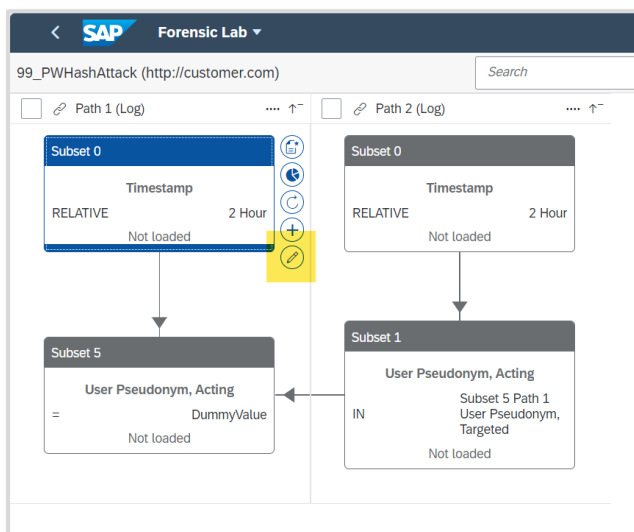 SAP Forensic Lab
99_PWHashAttack (http://customer.com)
Search
Path 1 (Log)
Path 2 (Log)
Subset 0
Timestamp
RELATIVE 2 Hour
Not loaded
Subset 0
Timestamp
RELATIVE 2 Hour
Not loaded
Subset 5
User Pseudonym, Acting
= DummyValue
Not loaded
Subset 1
User Pseudonym, Acting
IN Subset 5 Path 1
User Pseudonym,
Targeted
Not loaded